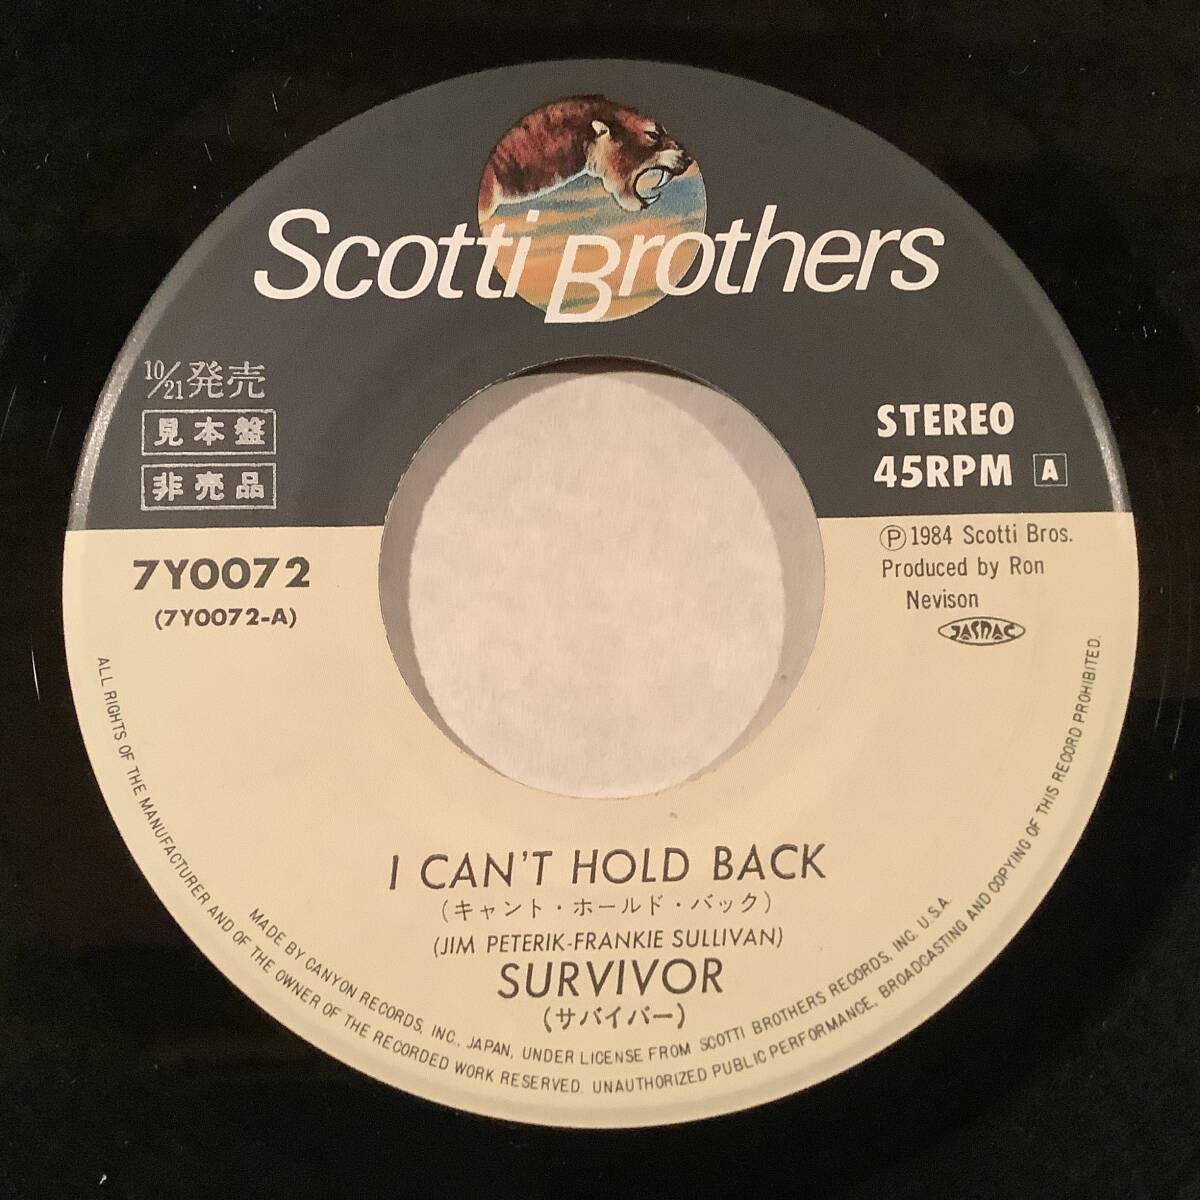 Scotti Brothers
10/21発売
見本盤
非売品
STEREO
45RPM A
7Y0072
(7Y0072-A)
Ⓟ1984 Scotti Bros.
Produced by Ron
Nevison
JASRAC
I CAN'T HOLD BACK
(キャント・ホールド・バック)
(JIM PETERIK-FRANKIE SULLIVAN)
SURVIVOR
(サバイバー)
MADE BY CANYON RECORDS, INC., JAPAN, UNDER LICENSE FROM SCOTTI BROTHERS RECORDS, INC. U.S.A.
ALL RIGHTS OF THE MANUFACTURER AND OF THE OWNER OF THE RECORDED WORK RESERVED. UNAUTHORIZED PUBLIC PERFORMANCE, BROADCASTING AND COPYING OF THIS RECORD PROHIBITED.